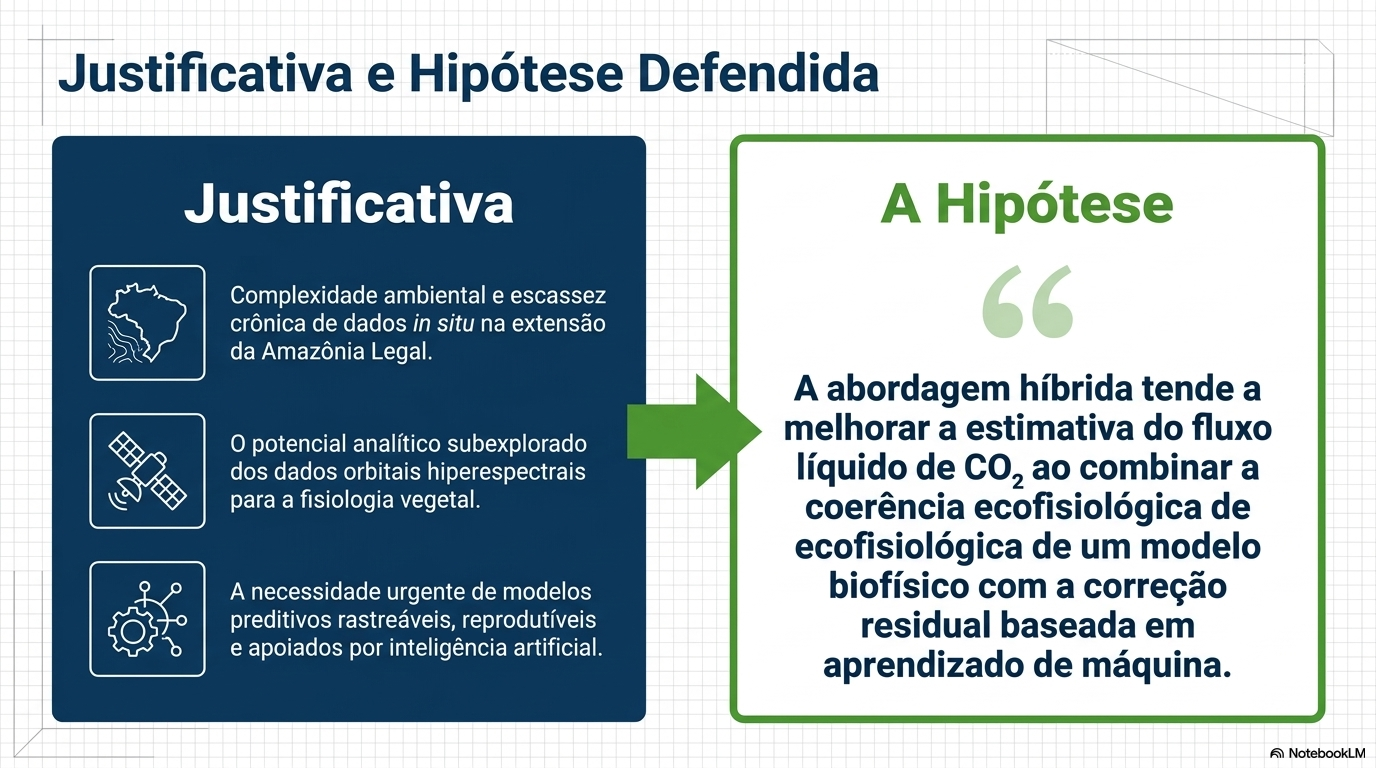 Justificativa e Hipótese Defendida
Justificativa
Complexidade ambiental e escassez
crônica de dados in situ na extensão
da Amazônia Legal.
O potencial analítico subexplorado
dos dados orbitais hiperespectrais
para a fisiologia vegetal.
A necessidade urgente de modelos
preditivos rastreáveis, reprodutíveis
e apoiados por inteligência artificial.
A Hipótese
“
A abordagem híbrida tende a
melhorar a estimativa do fluxo
líquido de CO₂ ao combinar a
coerência ecofisiológica de
ecofisiológica de um modelo
biofísico com a correção
residual baseada em
aprendizado de máquina.
NotebookLM